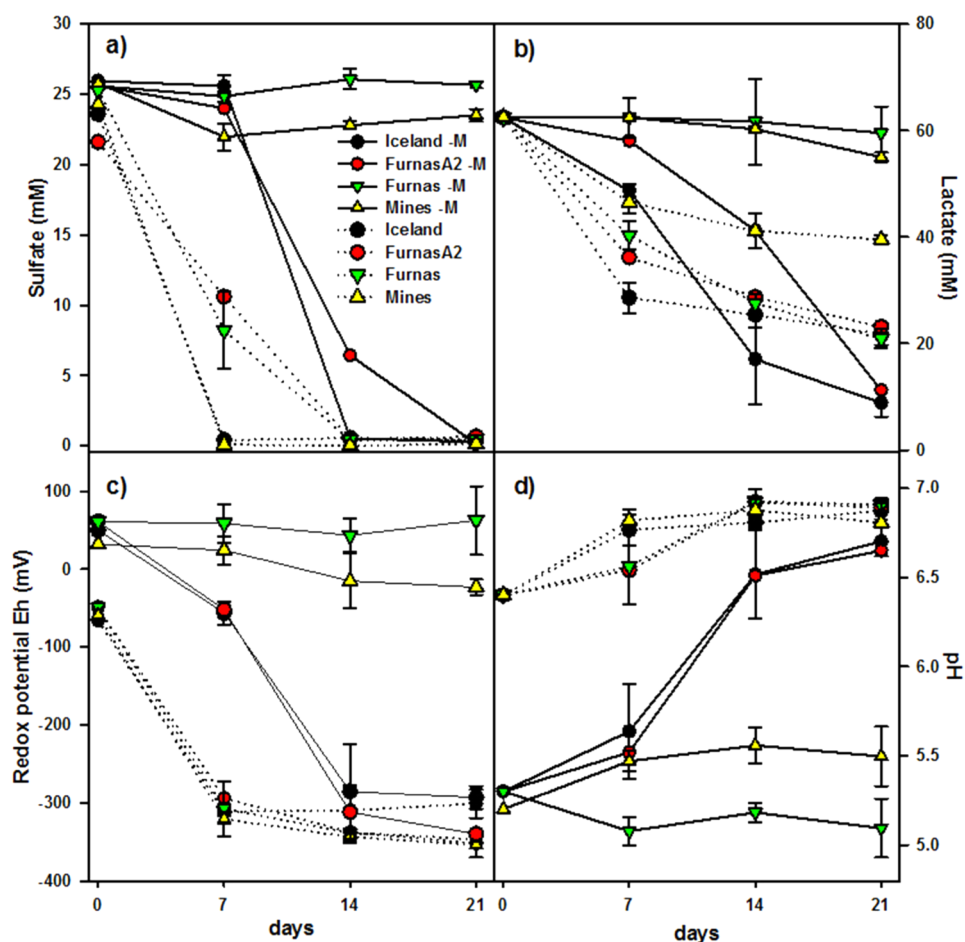 a)
30
25
20
15
10
5
0
Sulfate (mM)
Iceland -M
FurnasA2 -M
Furnas -M
Mines -M
Iceland
FurnasA2
Furnas
Mines
b)
80
60
40
20
0
Lactate (mM)
c)
100
0
-100
-200
-300
-400
Redox potential Eh (mV)
0 7 14 21
days
d)
7.0
6.5
6.0
5.5
5.0
pH
0 7 14 21
days